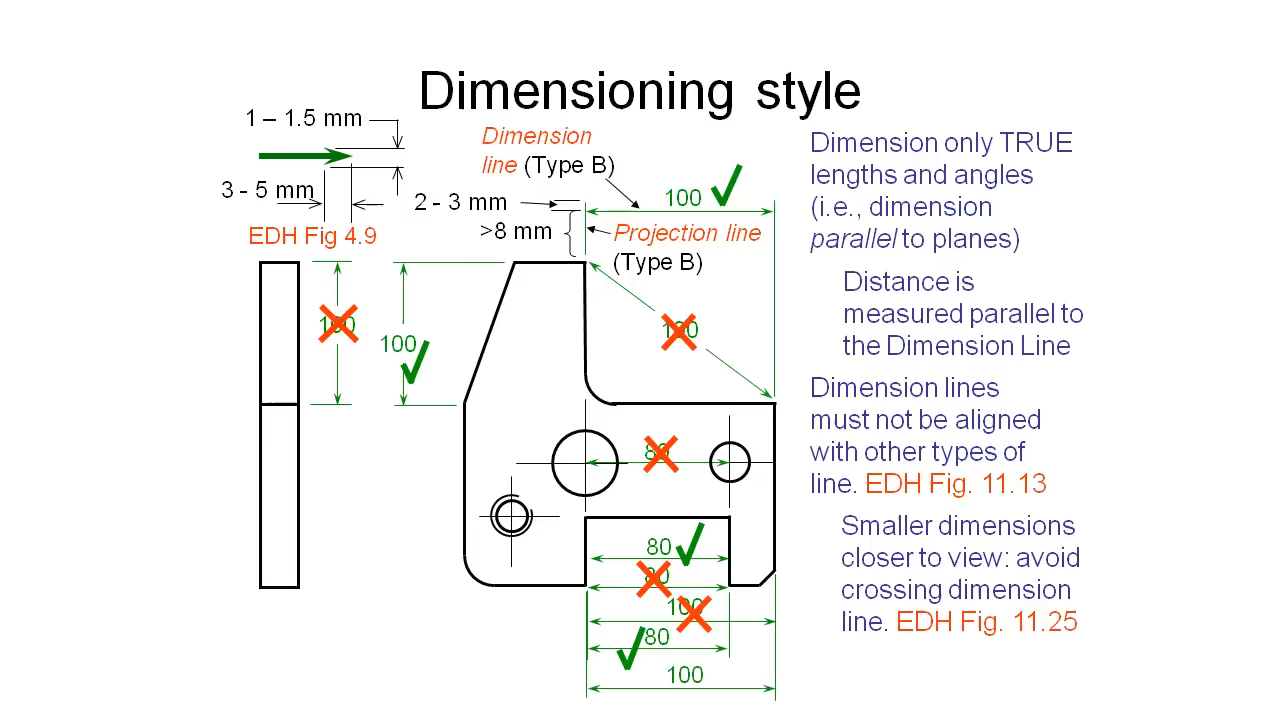 Dimensioning style
1 – 1.5 mm
3 - 5 mm
EDH Fig 4.9
Dimension
line (Type B)
2 - 3 mm
>8 mm
Projection line
(Type B)
100
100
100
100
80
80
80
100
80
100
Dimension only TRUE
lengths and angles
(i.e., dimension
parallel to planes)
Distance is
measured parallel to
the Dimension Line
Dimension lines
must not be aligned
with other types of
line. EDH Fig. 11.13
Smaller dimensions
closer to view: avoid
crossing dimension
line. EDH Fig. 11.25